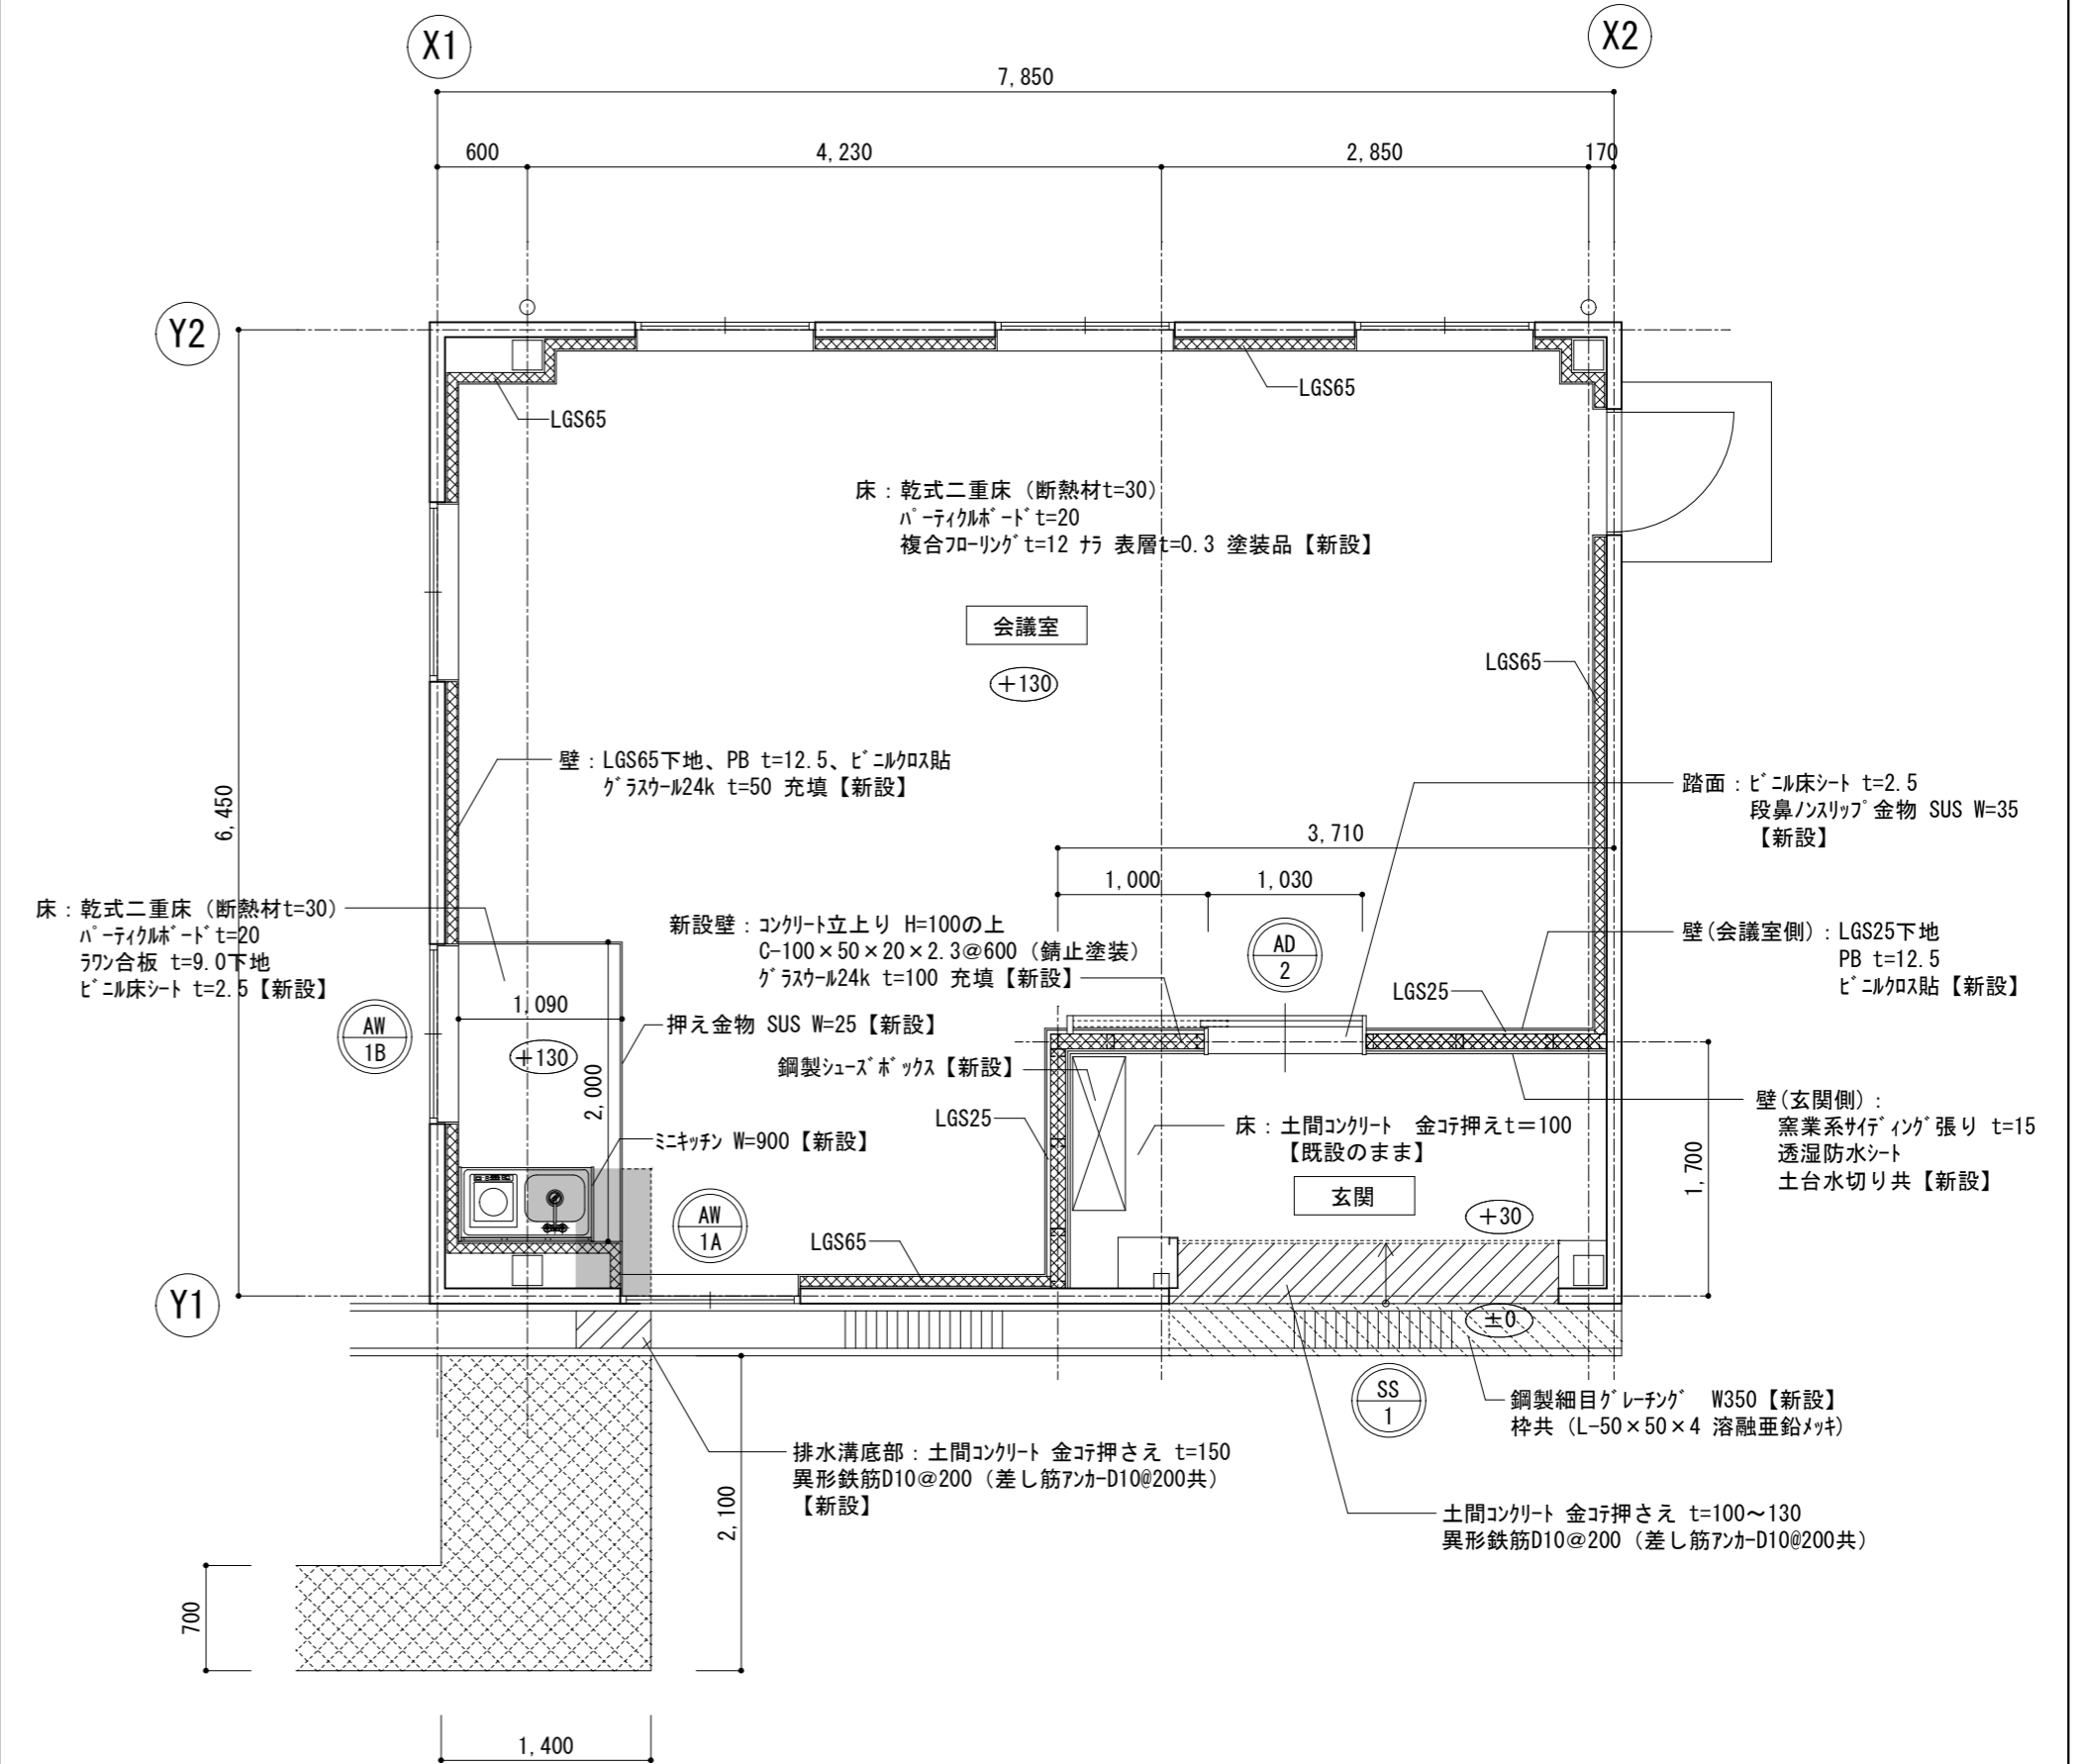 X1
X2
7,850
600
4,230
2,850
170
Y2
LGS65
LGS65
床：乾式二重床（断熱材t=30）
ﾊﾟｰﾃｨｸﾙﾎﾞｰﾄﾞt=20
複合ﾌﾛｰﾘﾝｸﾞt=12 ﾅﾗ 表層t=0.3 塗装品【新設】
会議室
+130
LGS65
壁：LGS65下地、PB t=12.5、ﾋﾞﾆﾙｸﾛｽ貼
ｸﾞﾗｽｳｰﾙ24k t=50 充填【新設】
6,450
踏面：ﾋﾞﾆﾙ床ｼｰﾄ t=2.5
段鼻ﾉﾝｽﾘｯﾌﾟ金物 SUS W=35
【新設】
3,710
1,000
1,030
床：乾式二重床（断熱材t=30）
ﾊﾟｰﾃｨｸﾙﾎﾞｰﾄﾞt=20
ﾗﾜﾝ合板 t=9.0下地
ﾋﾞﾆﾙ床ｼｰﾄ t=2.5【新設】
新設壁：ｺﾝｸﾘｰﾄ立上り H=100の上
C-100×50×20×2.3@600（錆止塗装）
ｸﾞﾗｽｳｰﾙ24k t=100 充填【新設】
AD
2
壁(会議室側)：LGS25下地
PB t=12.5
ﾋﾞﾆﾙｸﾛｽ貼【新設】
LGS25
1,090
AW
1B
押え金物 SUS W=25【新設】
+130
2,000
鋼製ｼｭｰｽﾞﾎﾞｯｸｽ【新設】
LGS25
床：土間ｺﾝｸﾘｰﾄ　金ｺﾃ押えt＝100
【既設のまま】
壁(玄関側)：
窯業系ｻｲﾃﾞｨﾝｸﾞ張り t=15
透湿防水ｼｰﾄ
土台水切り共【新設】
ﾐﾆｷｯﾁﾝ W=900【新設】
1,700
玄関
+30
AW
1A
LGS65
Y1
±0
SS
1
鋼製細目ｸﾞﾚｰﾁﾝｸﾞ　W350【新設】
枠共（L-50×50×4 溶融亜鉛ﾒｯｷ）
排水溝底部：土間ｺﾝｸﾘｰﾄ 金ｺﾃ押さえ t=150
異形鉄筋D10@200（差し筋ｱﾝｶｰD10@200共）
【新設】
2,100
土間ｺﾝｸﾘｰﾄ 金ｺﾃ押さえ t=100～130
異形鉄筋D10@200（差し筋ｱﾝｶｰD10@200共）
700
1,400